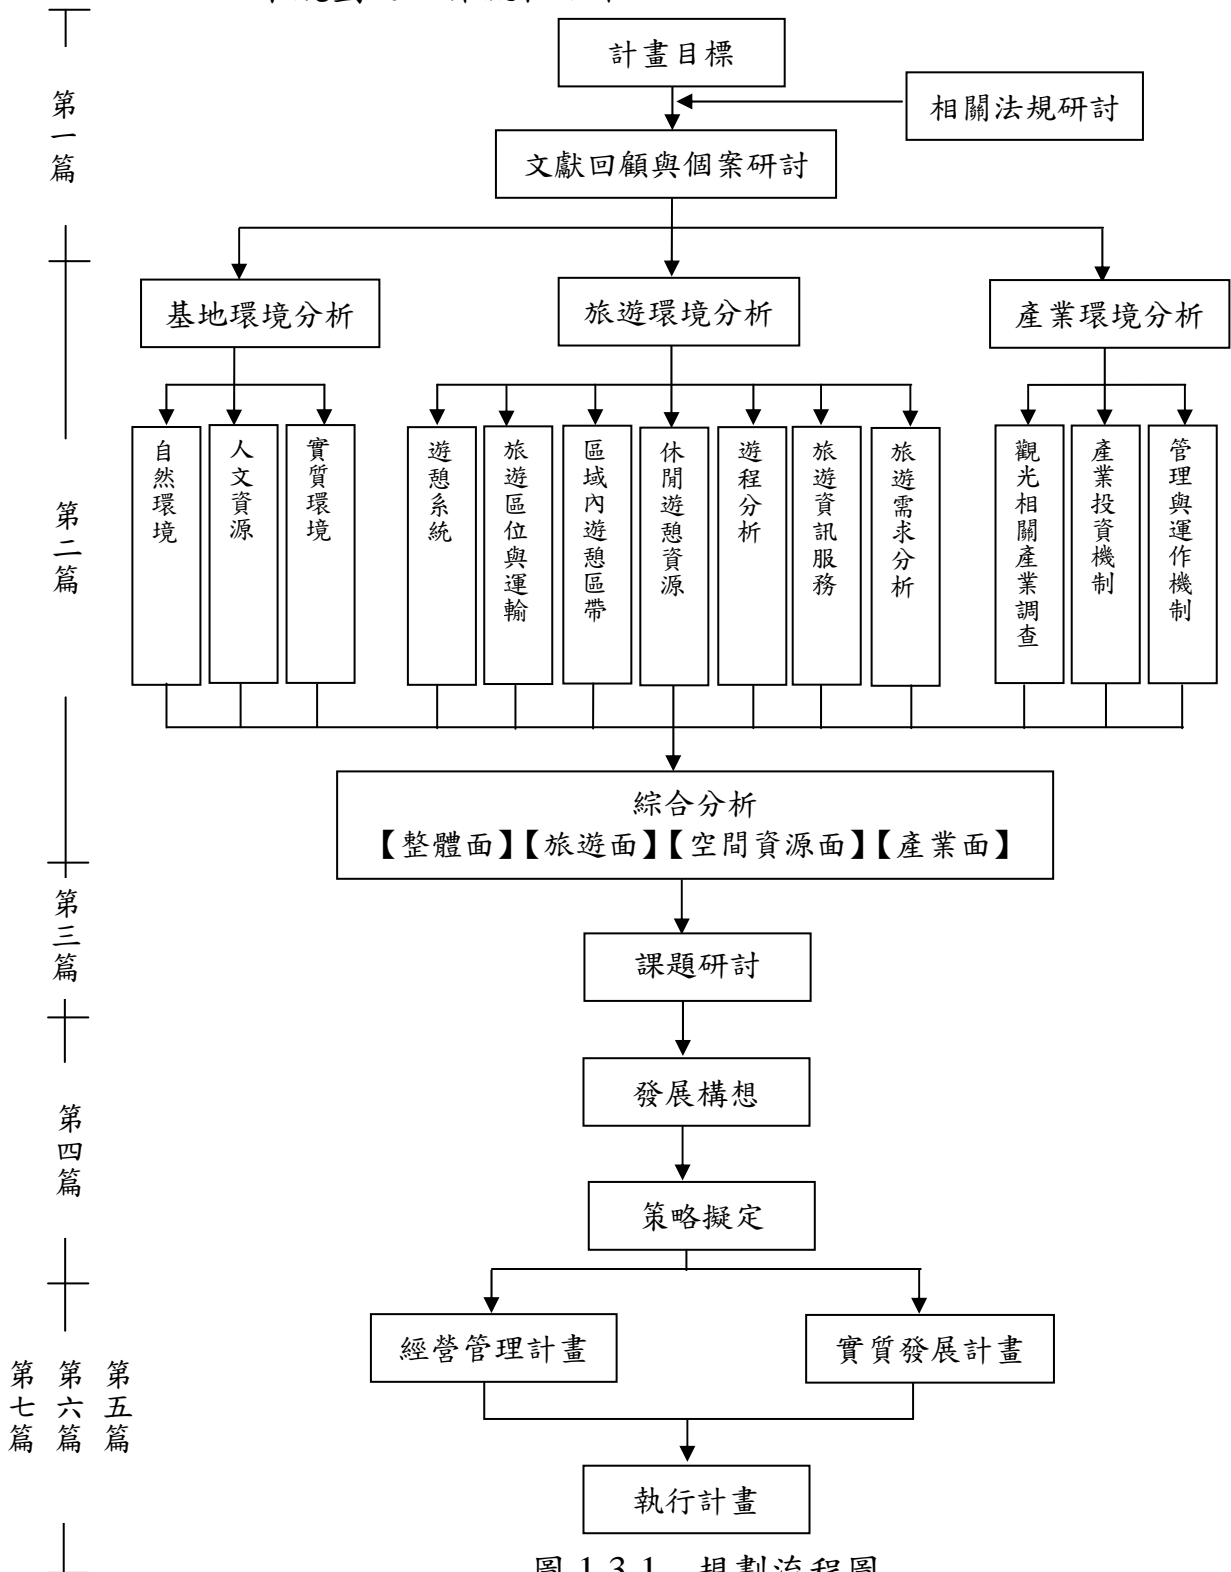 計畫目標
相關法規研討
第一篇
文獻回顧與個案研討
基地環境分析
旅遊環境分析
產業環境分析
第二篇
自然環境
人文資源
實質環境
遊憩系統
旅遊區位與運輸
區域內遊憩區帶
休閒遊憩資源
遊程分析
旅遊資訊服務
旅遊需求分析
觀光相關產業調查
產業投資機制
管理與運作機制
綜合分析
【整體面】【旅遊面】【空間資源面】【產業面】
第三篇
課題研討
發展構想
第四篇
策略擬定
經營管理計畫
實質發展計畫
第五篇
第六篇
第七篇
執行計畫
圖 1.3.1 規劃流程圖